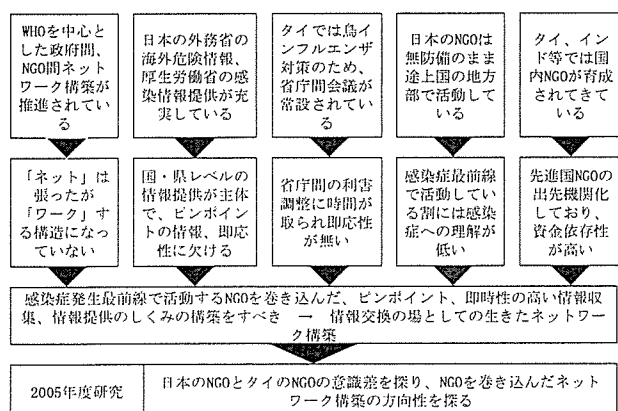 WHOを中心と
した政府間、
NGO間ネット
ワーク構築が
推進されてい
る
日本の外務省の
海外危険情報、
厚生労働省の感
染情報提供が充
実している
タイでは鳥イ
ンフルエンザ
対策のため、
省庁間会議が
常設されてい
る
日本のNGOは
無防備のまま
途上国の地方
部で活動して
いる
タイ、イン
ド等では国
内NGOが育成
されてきて
いる
「ネット」は
張ったが
「ワーク」す
る構造になっ
ていない
国・県レベルの
情報提供が主体
で、ピンポイン
トの情報、即応
性に欠ける
省庁間の利害
調整に時間が
取られ即応性
が無い
感染症最前線
で活動してい
る割には感染
症への理解が
低い
先進国NGOの
出先機関化
しており、
資金依存性
が高い
感染症発生最前線で活動するNGOを巻き込んだ、ピンポイント、即時性の高い情報収
集、情報提供のしくみの構築をすべき → 情報交換の場としての生きたネットワー
ク構築
2005年度研究
日本のNGOとタイのNGOの意識差を探り、NGOを巻き込んだネット
ワーク構築の方向性を探る